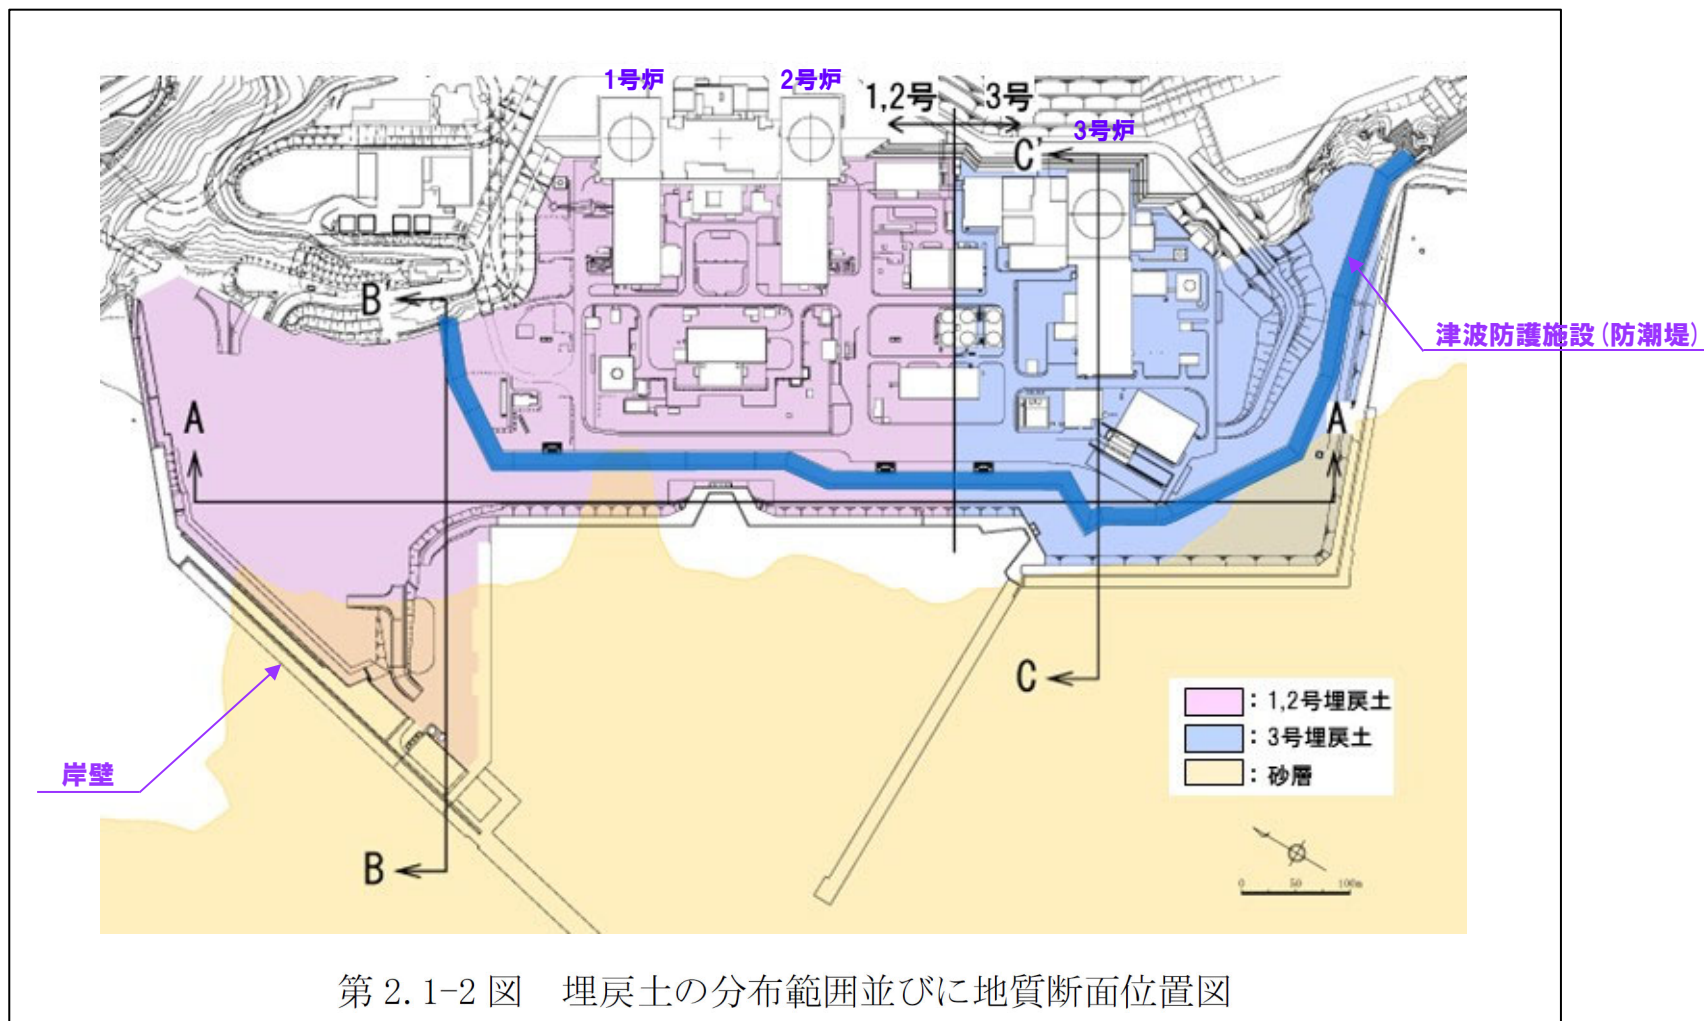 1号炉
2号炉
1,2号
3号
3号炉
C'
B
津波防護施設(防潮堤)
A
A
C
：1,2号埋戻土
：3号埋戻土
：砂層
岸壁
B
0 50 100m
第 2.1-2 図　埋戻土の分布範囲並びに地質断面位置図